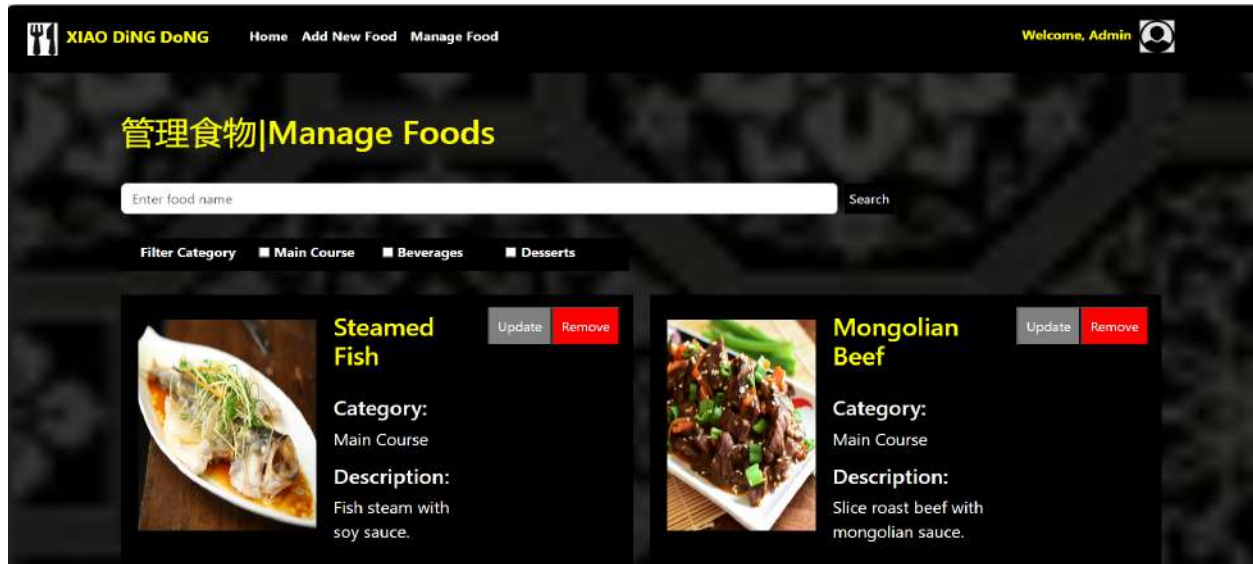 XIAO DiNG DoNG
Home Add New Food Manage Food
Welcome, Admin
管理食物|Manage Foods
Enter food name
Search
Filter Category Main Course Beverages Desserts
Steamed
Fish
Update Remove
Category:
Main Course
Description:
Fish steam with
soy sauce.
Mongolian
Beef
Update Remove
Category:
Main Course
Description:
Slice roast beef with
mongolian sauce.